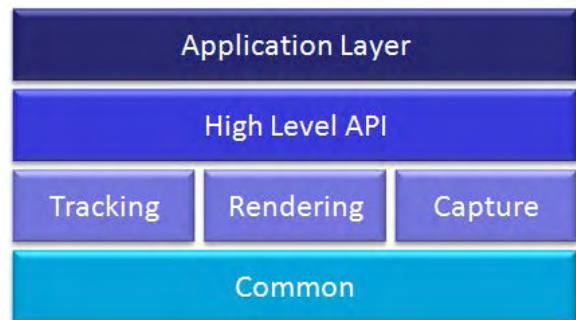 Application Layer
High Level API
Tracking Rendering Capture
Common